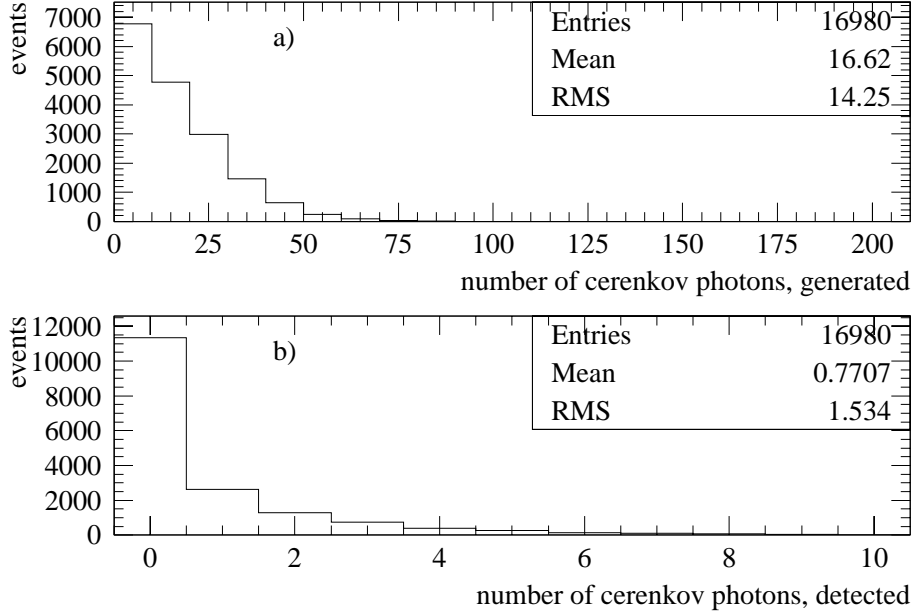 events
7000
6000
5000
4000
3000
2000
1000
0
a)
Entries 16980
Mean 16.62
RMS 14.25
0 25 50 75 100 125 150 175 200
number of cerenkov photons, generated
events
12000
10000
8000
6000
4000
2000
0
b)
Entries 16980
Mean 0.7707
RMS 1.534
0 2 4 6 8 10
number of cerenkov photons, detected